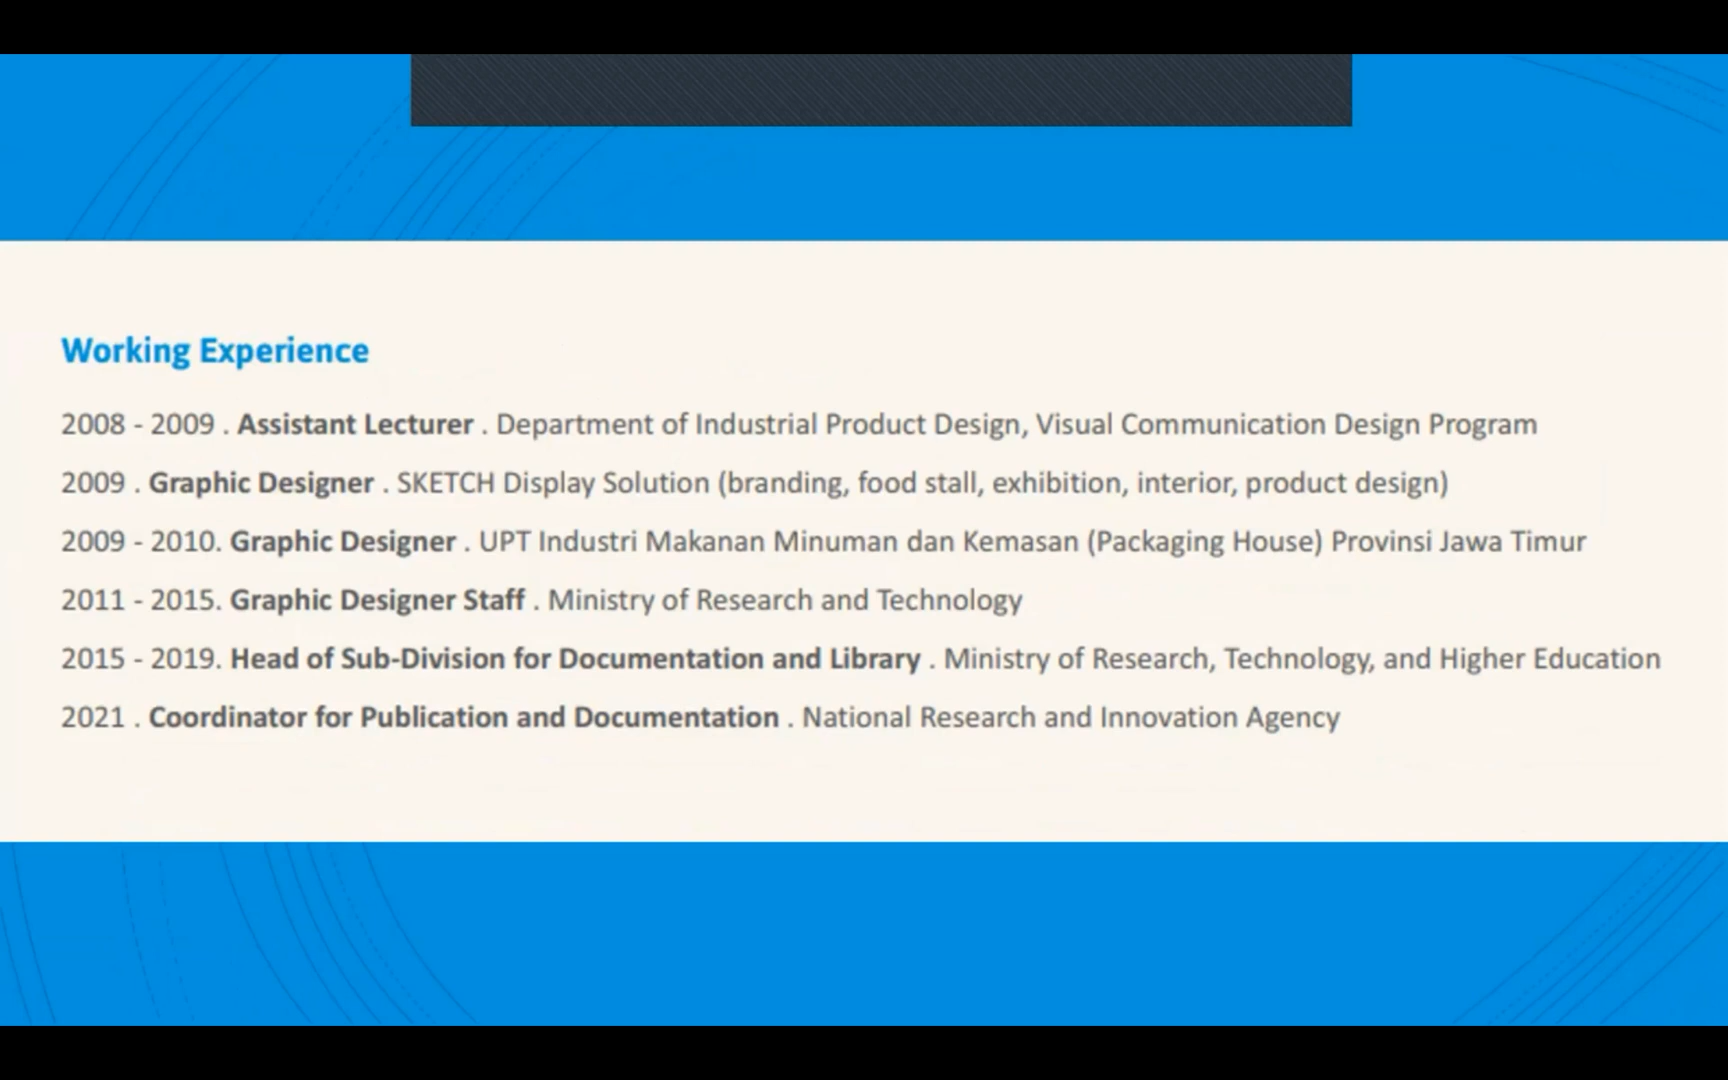 Working Experience
2008 - 2009 . Assistant Lecturer . Department of Industrial Product Design, Visual Communication Design Program
2009 . Graphic Designer . SKETCH Display Solution (branding, food stall, exhibition, interior, product design)
2009 - 2010. Graphic Designer . UPT Industri Makanan Minuman dan Kemasan (Packaging House) Provinsi Jawa Timur
2011 - 2015. Graphic Designer Staff . Ministry of Research and Technology
2015 - 2019. Head of Sub-Division for Documentation and Library . Ministry of Research, Technology, and Higher Education
2021 . Coordinator for Publication and Documentation . National Research and Innovation Agency